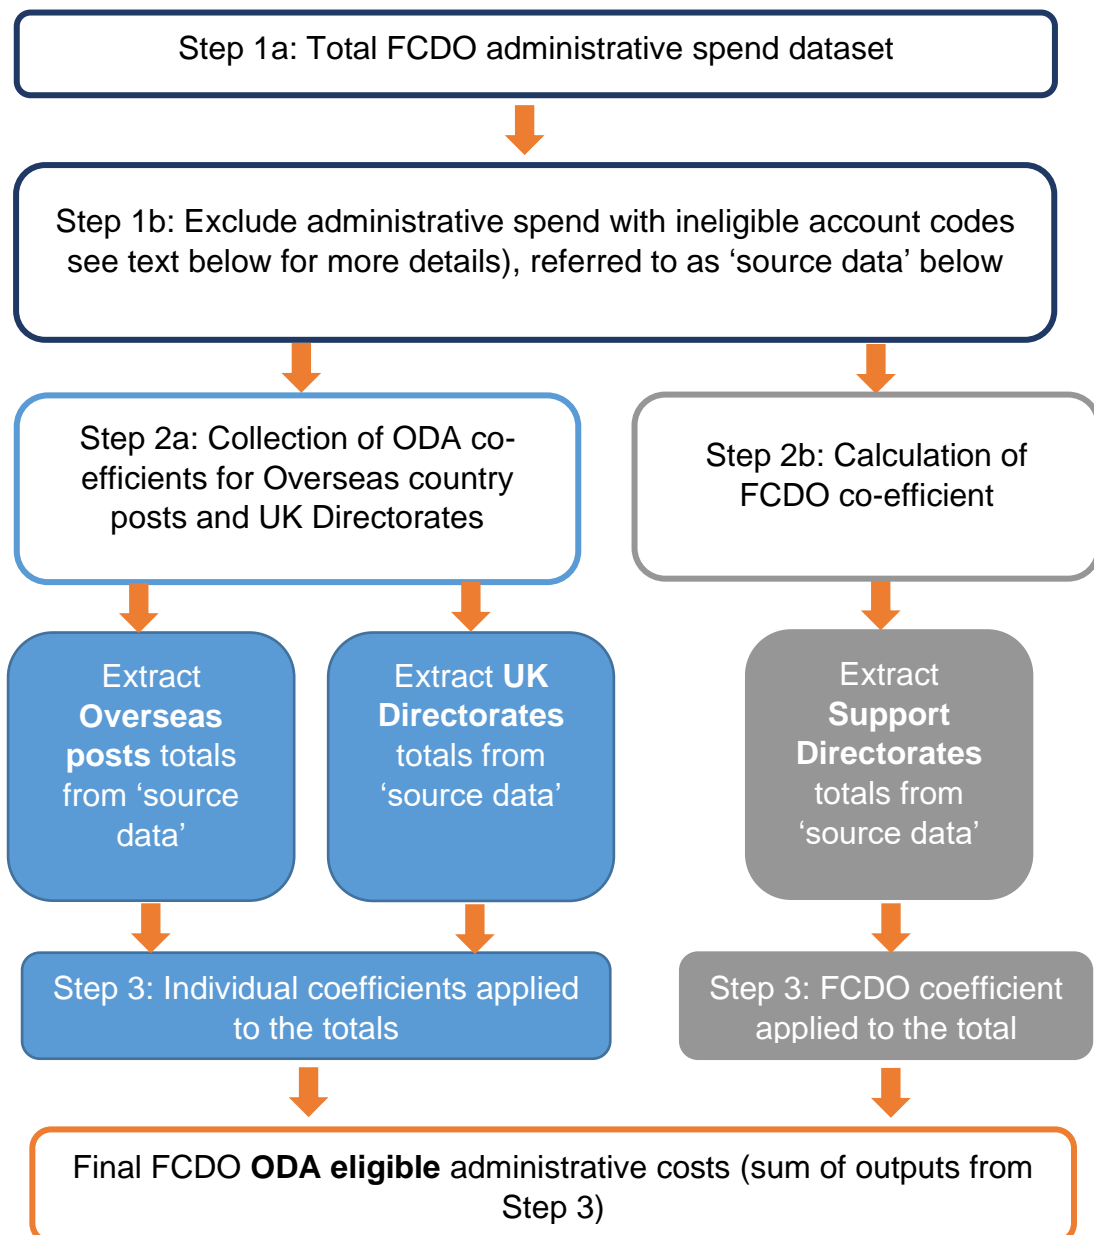 Step 1a: Total FCDO administrative spend dataset
Step 1b: Exclude administrative spend with ineligible account codes
see text below for more details), referred to as ‘source data’ below
Step 2a: Collection of ODA co-
efficients for Overseas country
posts and UK Directorates
Step 2b: Calculation of
FCDO co-efficient
Extract
Overseas
posts totals
from ‘source
data’
Extract UK
Directorates
totals from
‘source data’
Extract
Support
Directorates
totals from
‘source data’
Step 3: Individual coefficients applied
to the totals
Step 3: FCDO coefficient
applied to the total
Final FCDO ODA eligible administrative costs (sum of outputs from
Step 3)